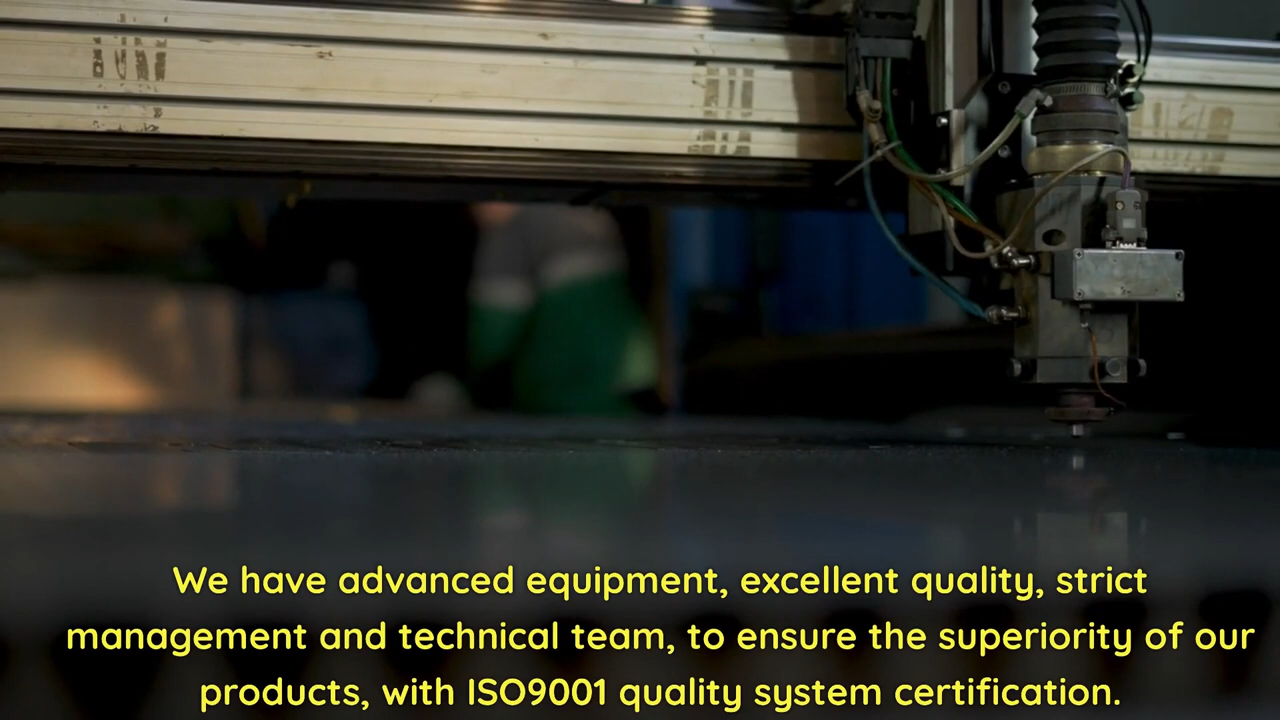 We have advanced equipment, excellent quality, strict
management and technical team, to ensure the superiority of our
products, with ISO9001 quality system certification.